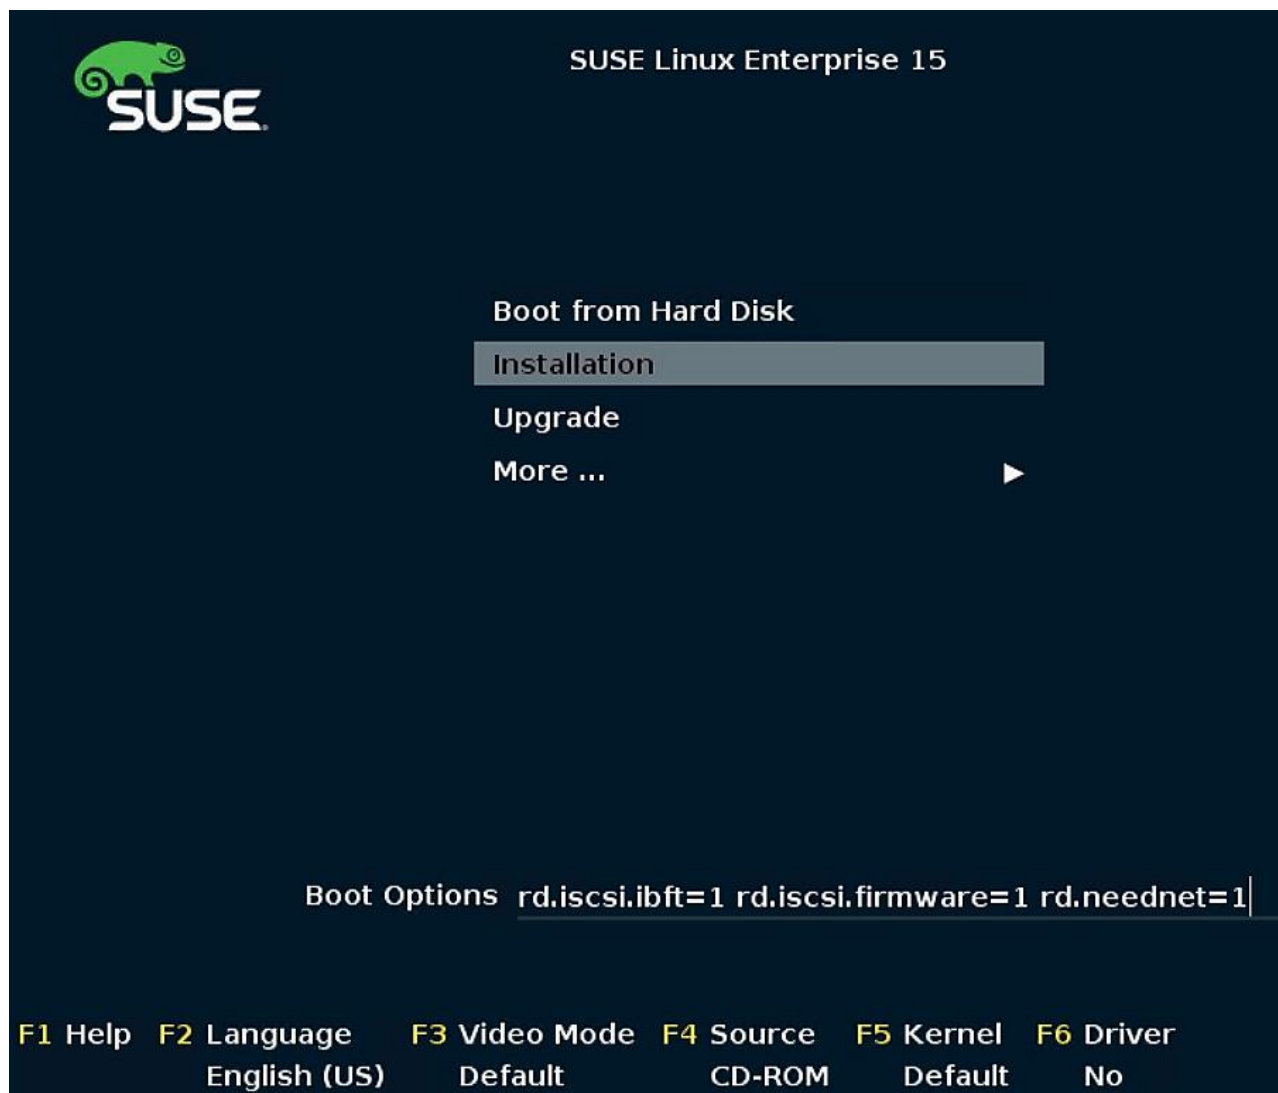 SUSE Linux Enterprise 15
SUSE.
Boot from Hard Disk
Installation
Upgrade
More ...
Boot Options rd.iscsi.ibft=1 rd.iscsi.firmware=1 rd.neednet=1
F1 Help F2 Language F3 Video Mode F4 Source F5 Kernel F6 Driver
English (US) Default CD-ROM Default No